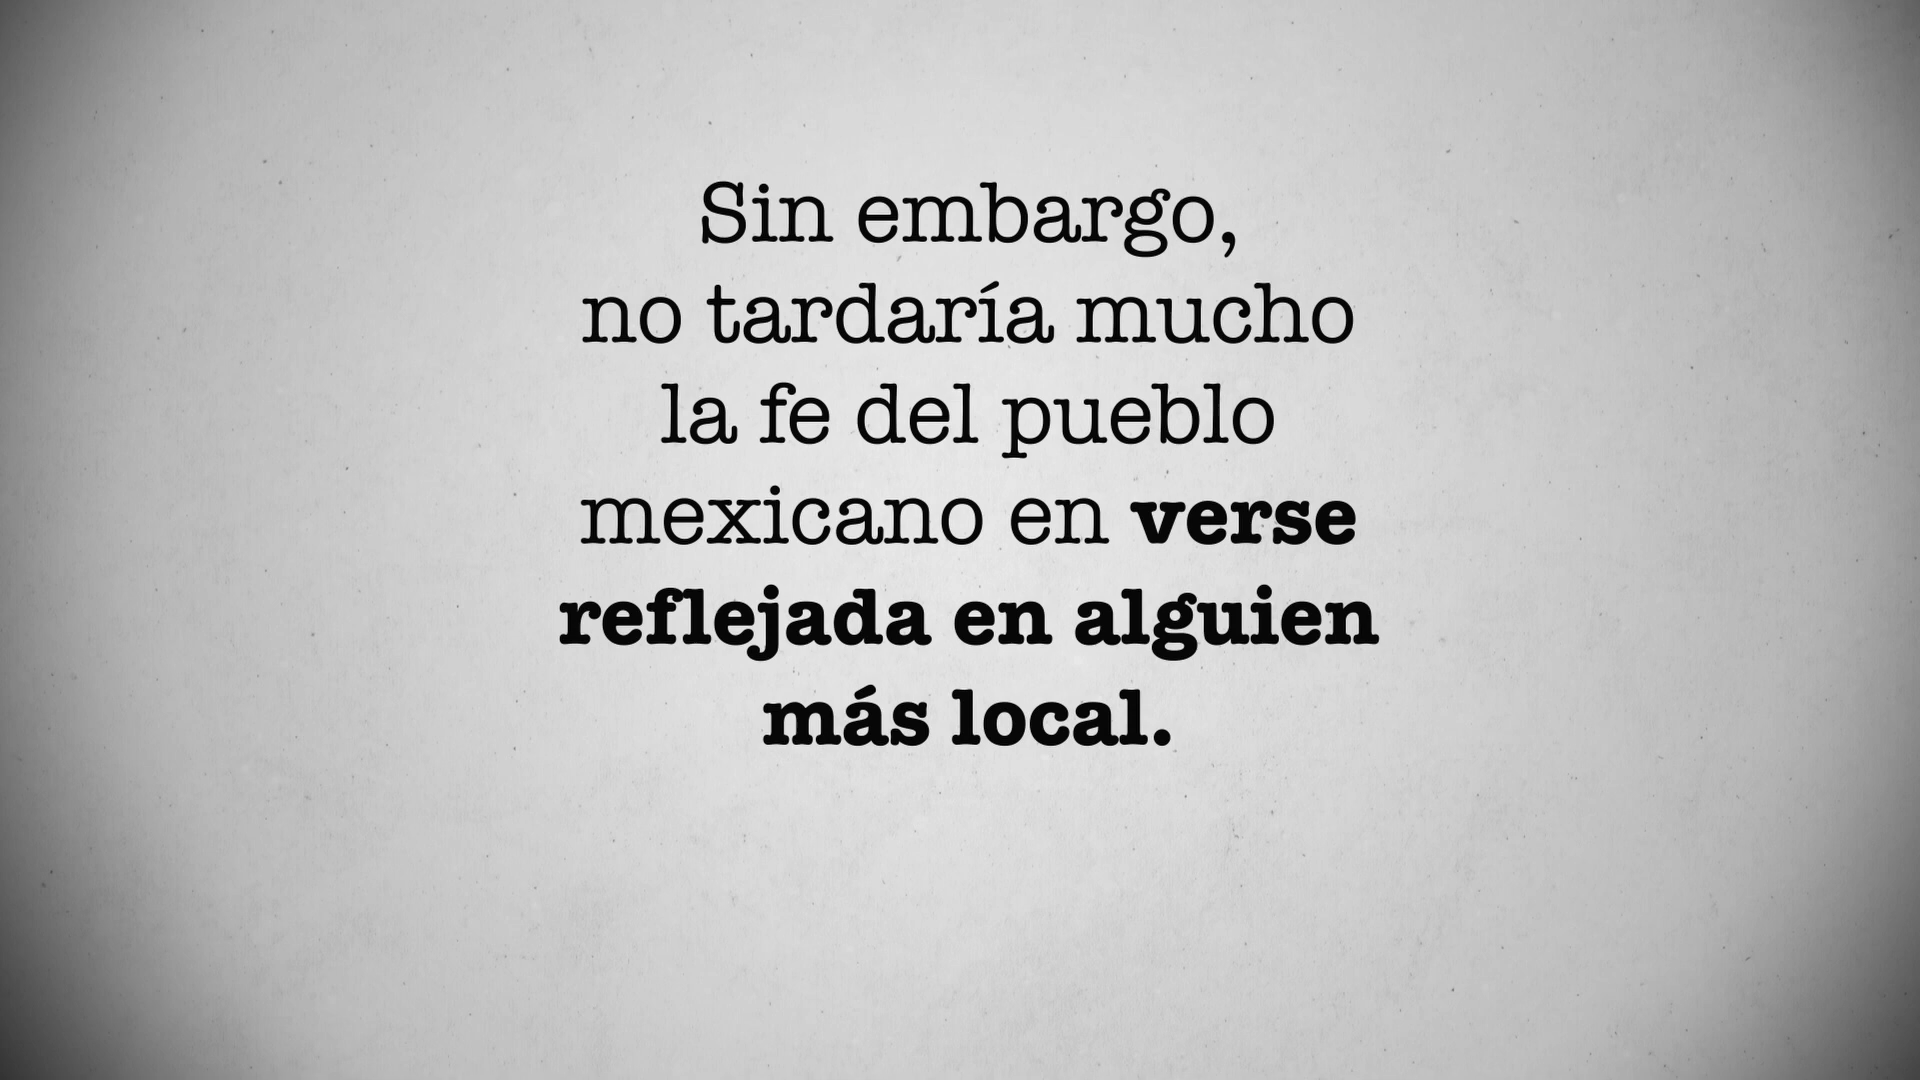 Sin embargo,
no tardaría mucho
la fe del pueblo
mexicano en verse
reflejada en alguien
más local.